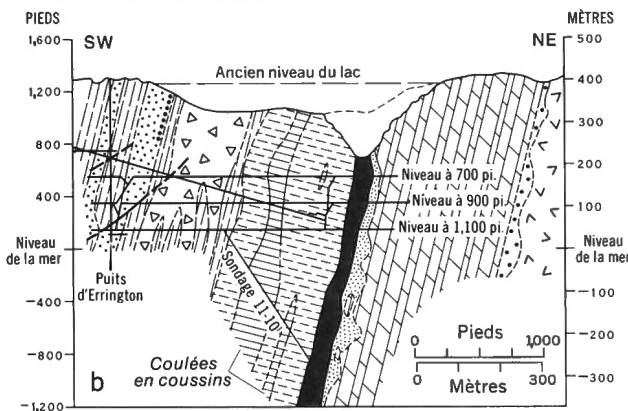 PIEDS
MÈTRES
1,600
SW
NE
500
Ancien niveau du lac
1,200
400
300
800
200
Niveau à 700 pi.
400
Niveau à 900 pi.
100
Niveau à 1,100 pi.
Niveau
de la mer
Niveau
de la mer
Puits
d'Errington
Sondage 11-10
-100
-400
Pieds
0
1,000
-200
-800
Coulées
en coussins
0
300
Mètres
-300
b
-1,200